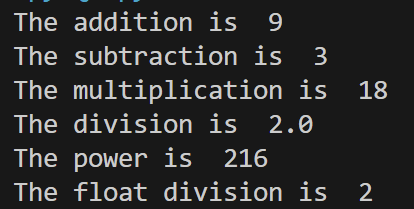 The addition is  9
The subtraction is  3
The multiplication is  18
The division is  2.0
The power is  216
The float division is  2